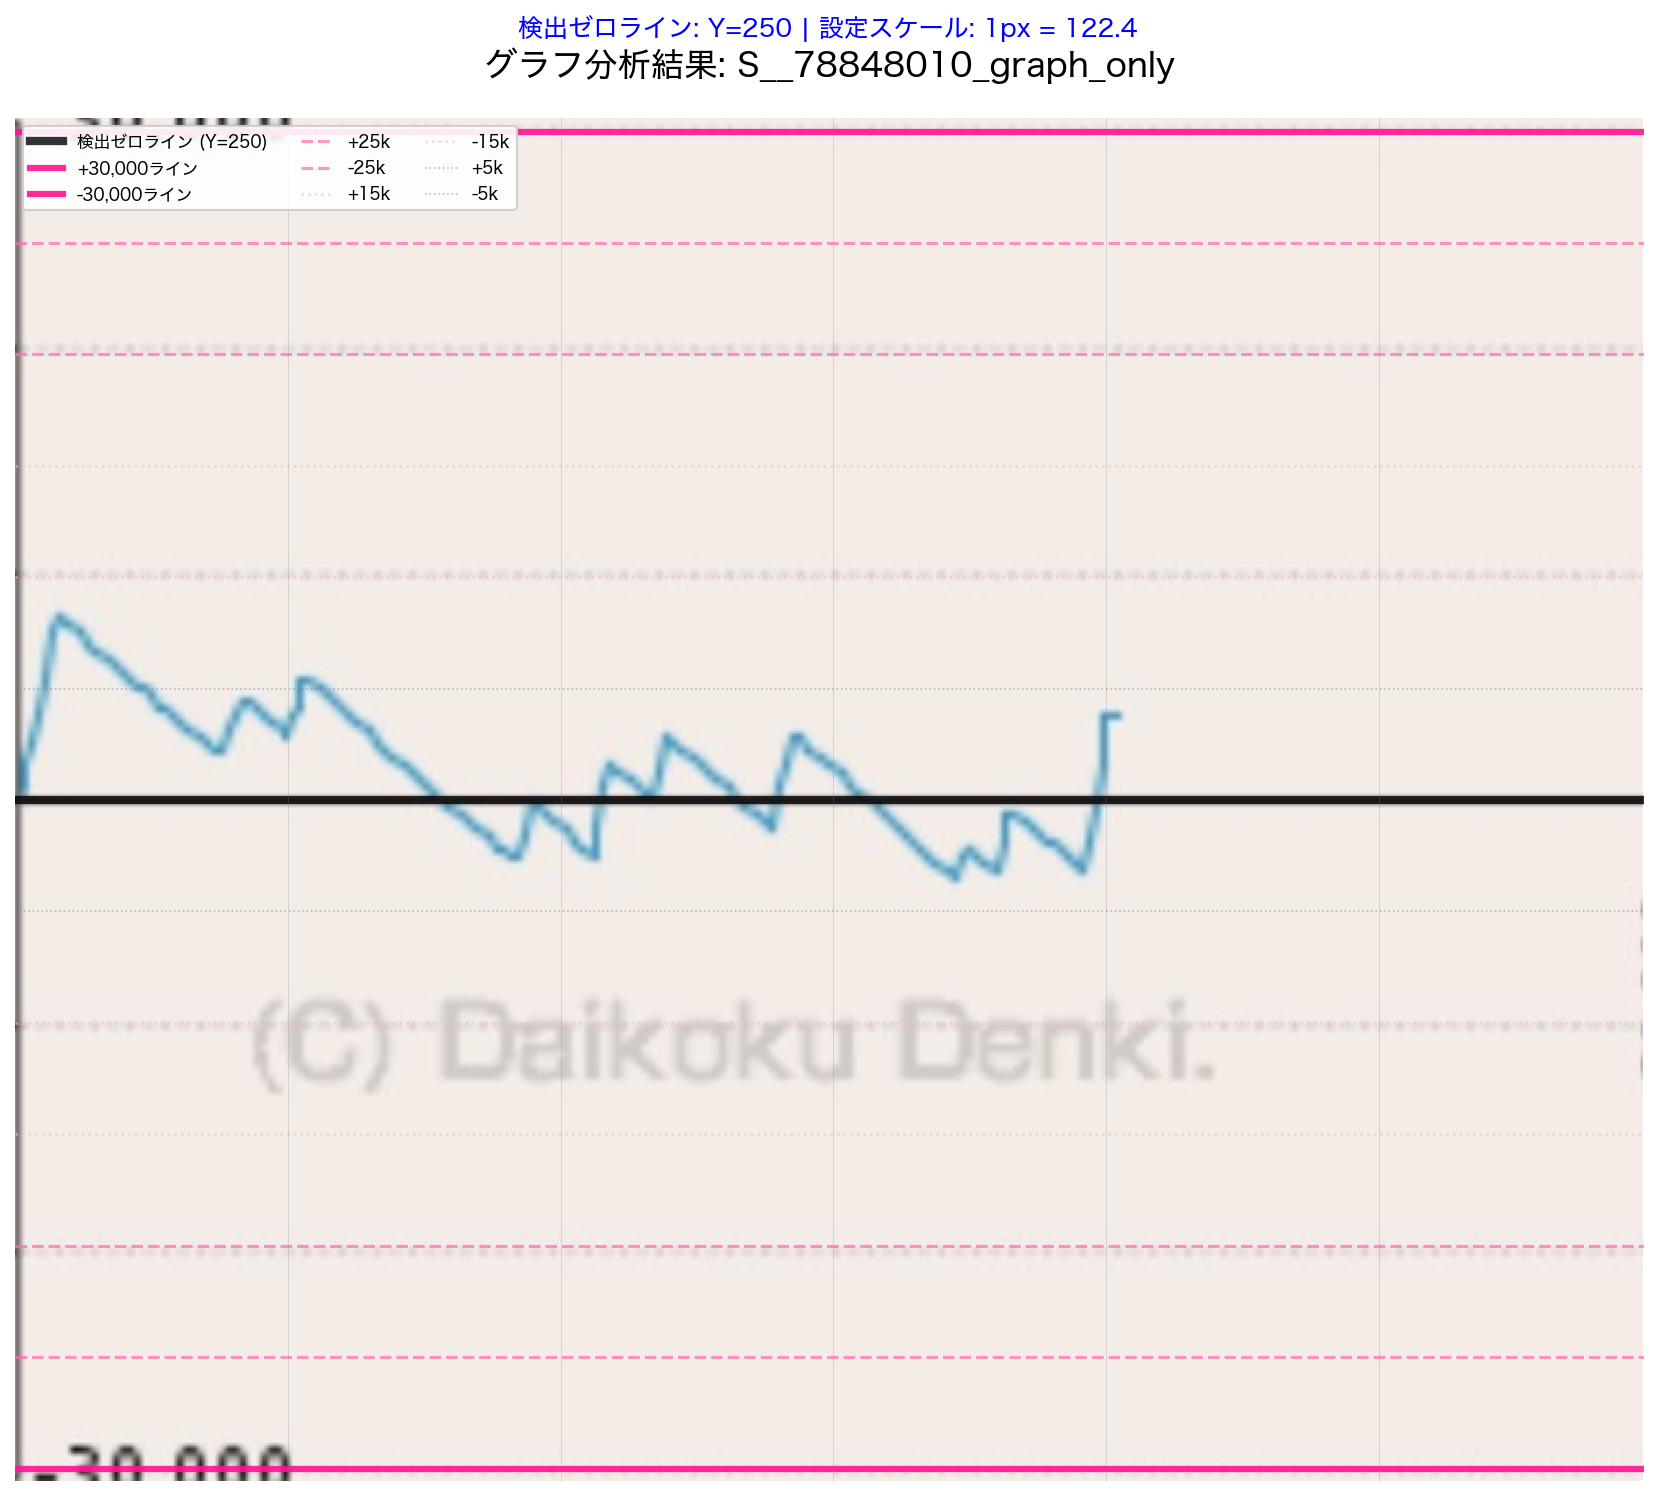 検出ゼロライン: Y=250 | 設定スケール: 1px = 122.4
グラフ分析結果: S__78848010_graph_only
検出ゼロライン (Y=250)
+30,000ライン
-30,000ライン
+25k
-25k
+15k
-15k
+5k
-5k
(C) Daikoku Denki.
-30,000